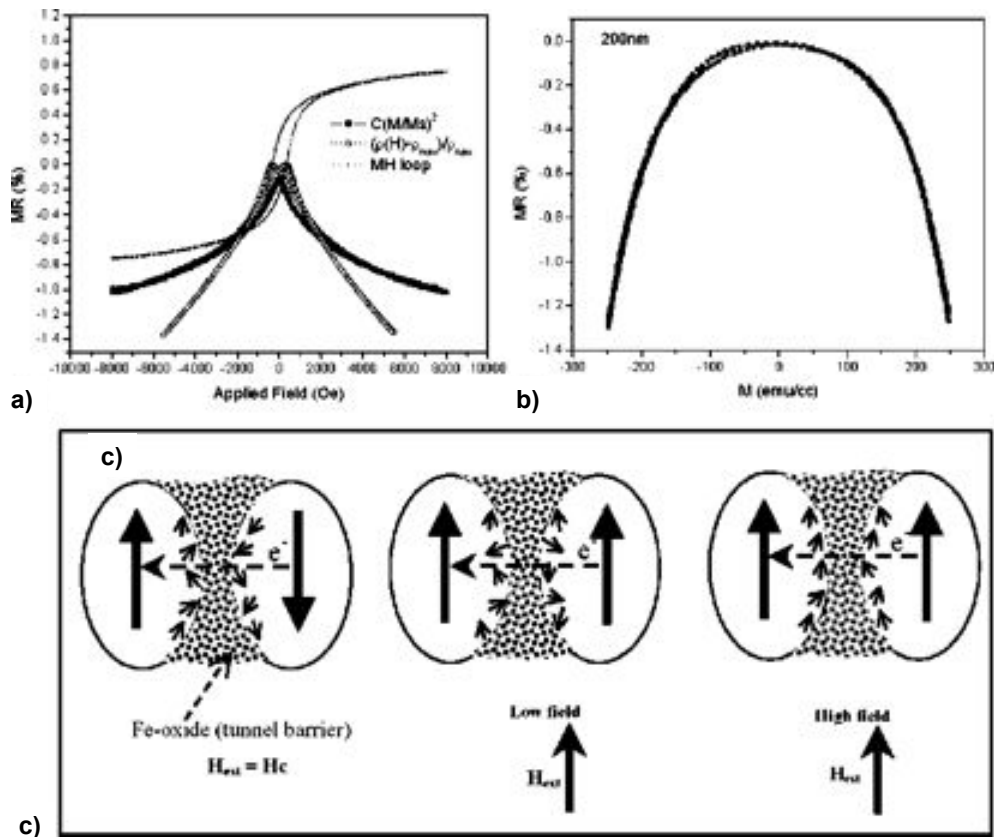 1.2
1.0
0.8
0.6
0.4
0.2
0.0
-0.2
-0.4
-0.6
-0.8
-1.0
-1.2
-1.4
MR (%)
C(M/Ms)²
MH loop
-10000 -8000 -6000 -4000 -2000 0 2000 4000 6000 8000 10000
Applied Field (Oe)
a)
200nm
0.0
-0.2
-0.4
-0.6
-0.8
-1.0
-1.2
-1.4
MR (%)
-300 -200 -100 0 100 200 300
M (emu/cc)
b)
c)
e⁻
e
e
Fe-oxide (tunnel barrier)
H_ext = Hc
Low field
H_ext
High field
H_ext
c)